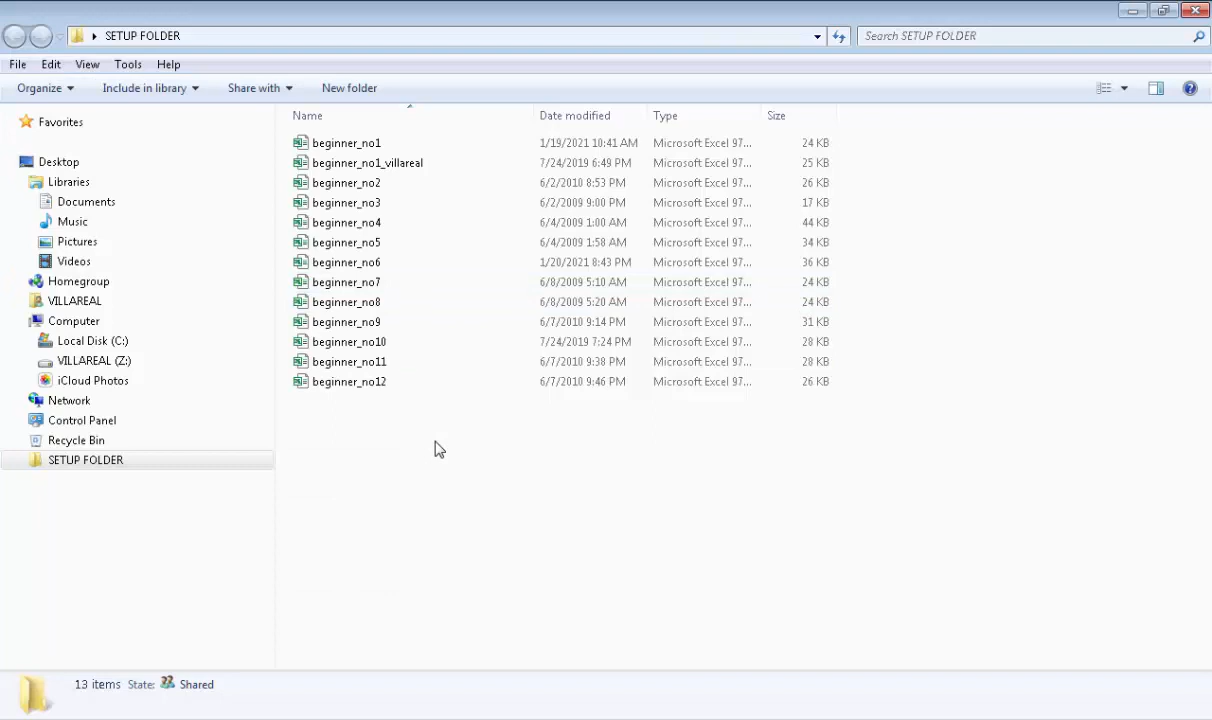 SETUP FOLDER
Search SETUP FOLDER
File Edit View Tools Help
Organize Include in library Share with New folder
Name Date modified Type Size
beginner_no1 1/19/2021 10:41 AM Microsoft Excel 97... 24 KB
beginner_no1_villareal 7/24/2019 6:49 PM Microsoft Excel 97... 25 KB
beginner_no2 6/2/2010 8:53 PM Microsoft Excel 97... 26 KB
beginner_no3 6/2/2009 9:00 PM Microsoft Excel 97... 17 KB
beginner_no4 6/4/2009 1:00 AM Microsoft Excel 97... 44 KB
beginner_no5 6/4/2009 1:58 AM Microsoft Excel 97... 34 KB
beginner_no6 1/20/2021 8:43 PM Microsoft Excel 97... 36 KB
beginner_no7 6/8/2009 5:10 AM Microsoft Excel 97... 24 KB
beginner_no8 6/8/2009 5:20 AM Microsoft Excel 97... 24 KB
beginner_no9 6/7/2010 9:14 PM Microsoft Excel 97... 31 KB
beginner_no10 7/24/2019 7:24 PM Microsoft Excel 97... 28 KB
beginner_no11 6/7/2010 9:38 PM Microsoft Excel 97... 28 KB
beginner_no12 6/7/2010 9:46 PM Microsoft Excel 97... 26 KB
Favorites
Desktop
Libraries
Documents
Music
Pictures
Videos
Homegroup
VILLAREAL
Computer
Local Disk (C:)
VILLAREAL (Z:)
iCloud Photos
Network
Control Panel
Recycle Bin
SETUP FOLDER
13 items State: Shared